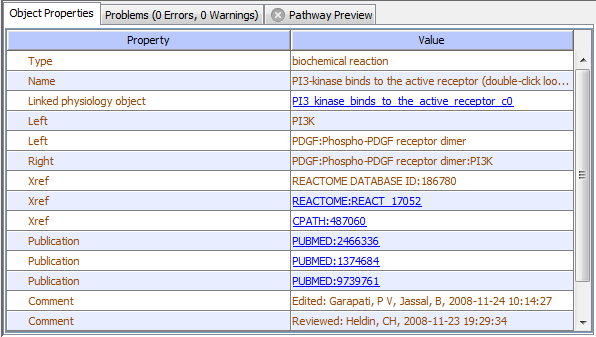 Object Properties Problems (0 Errors, 0 Warnings) Pathway Preview
Property Value
Type biochemical reaction
Name PI3-kinase binds to the active receptor (double-click loo...
Linked physiology object PI3_kinase_binds_to_the_active_receptor_c0
Left PI3K
Left PDGF:Phospho-PDGF receptor dimer
Right PDGF:Phospho-PDGF receptor dimer:PI3K
Xref REACTOME DATABASE ID:186780
Xref REACTOME:REACT_17052
Xref CPATH:487060
Publication PUBMED:2466336
Publication PUBMED:1374684
Publication PUBMED:9739761
Comment Edited: Garapati, P V, Jassal, B, 2008-11-24 10:14:27
Comment Reviewed: Heldin, CH, 2008-11-23 19:29:34